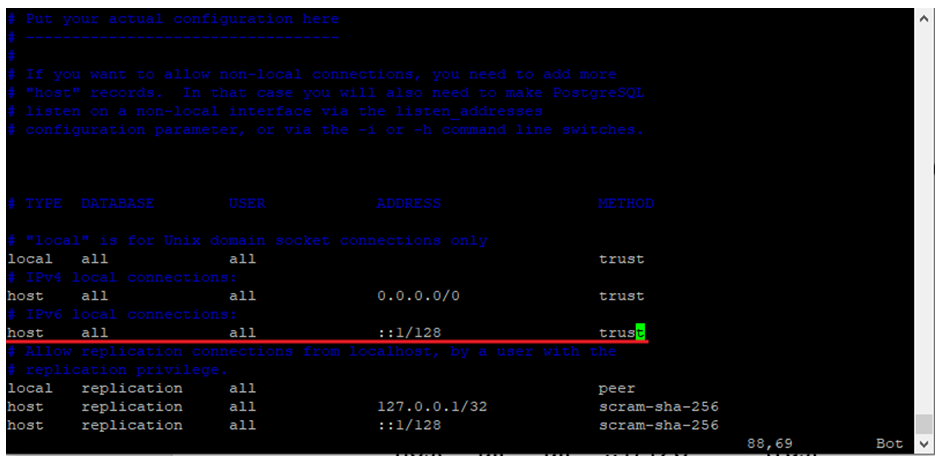 # Put your actual configuration here
# ----------------------------------
#
# If you want to allow non-local connections, you need to add more
# "host" records.  In that case you will also need to make PostgreSQL
# listen on a non-local interface via the listen_addresses
# configuration parameter, or via the -i or -h command line switches.
# TYPE  DATABASE        USER            ADDRESS                 METHOD
# "local" is for Unix domain socket connections only
local   all             all                                     trust
# IPv4 local connections:
host    all             all             0.0.0.0/0               trust
# IPv6 local connections:
host    all             all             ::1/128                 trust
# Allow replication connections from localhost, by a user with the
# replication privilege.
local   replication     all                                     peer
host    replication     all             127.0.0.1/32            scram-sha-256
host    replication     all             ::1/128                 scram-sha-256
88,69         Bot